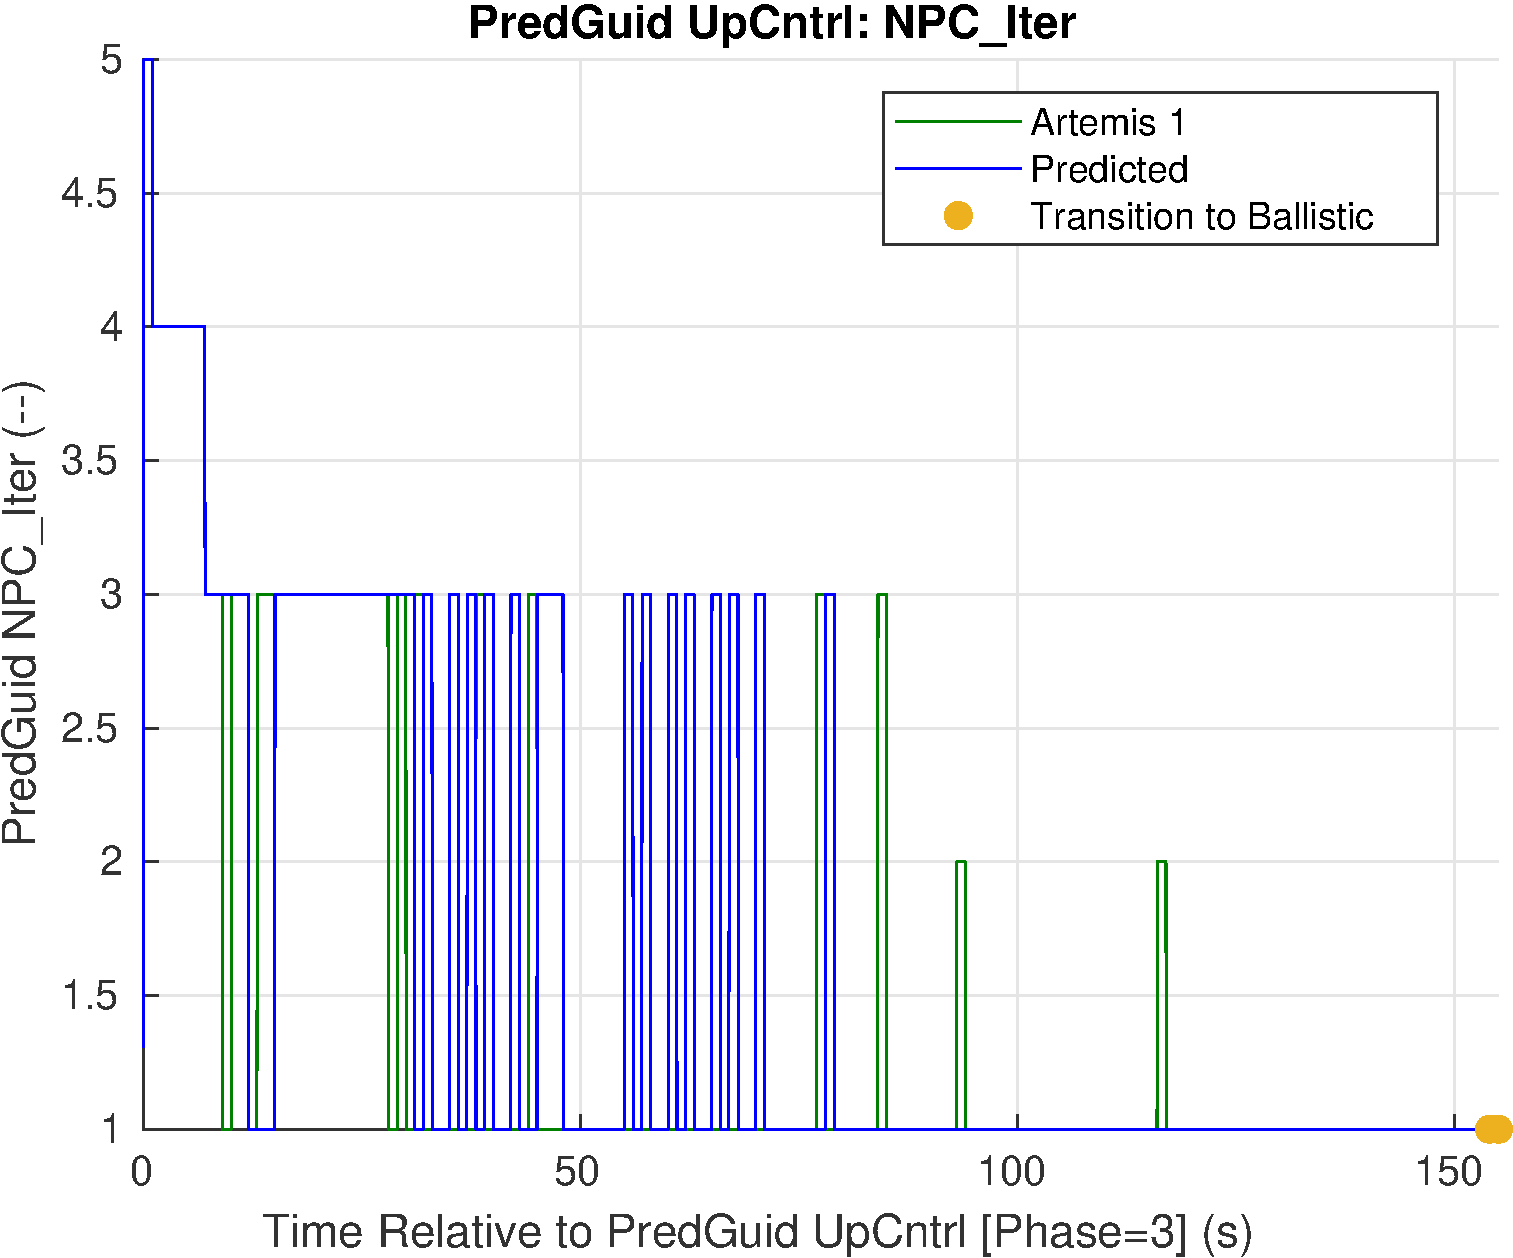 PredGuid UpCntrl: NPC_Iter
5
4.5
4
3.5
3
2.5
2
1.5
1
PredGuid NPC_Iter (--)
Artemis 1
Predicted
Transition to Ballistic
0 50 100 150
Time Relative to PredGuid UpCntrl [Phase=3] (s)